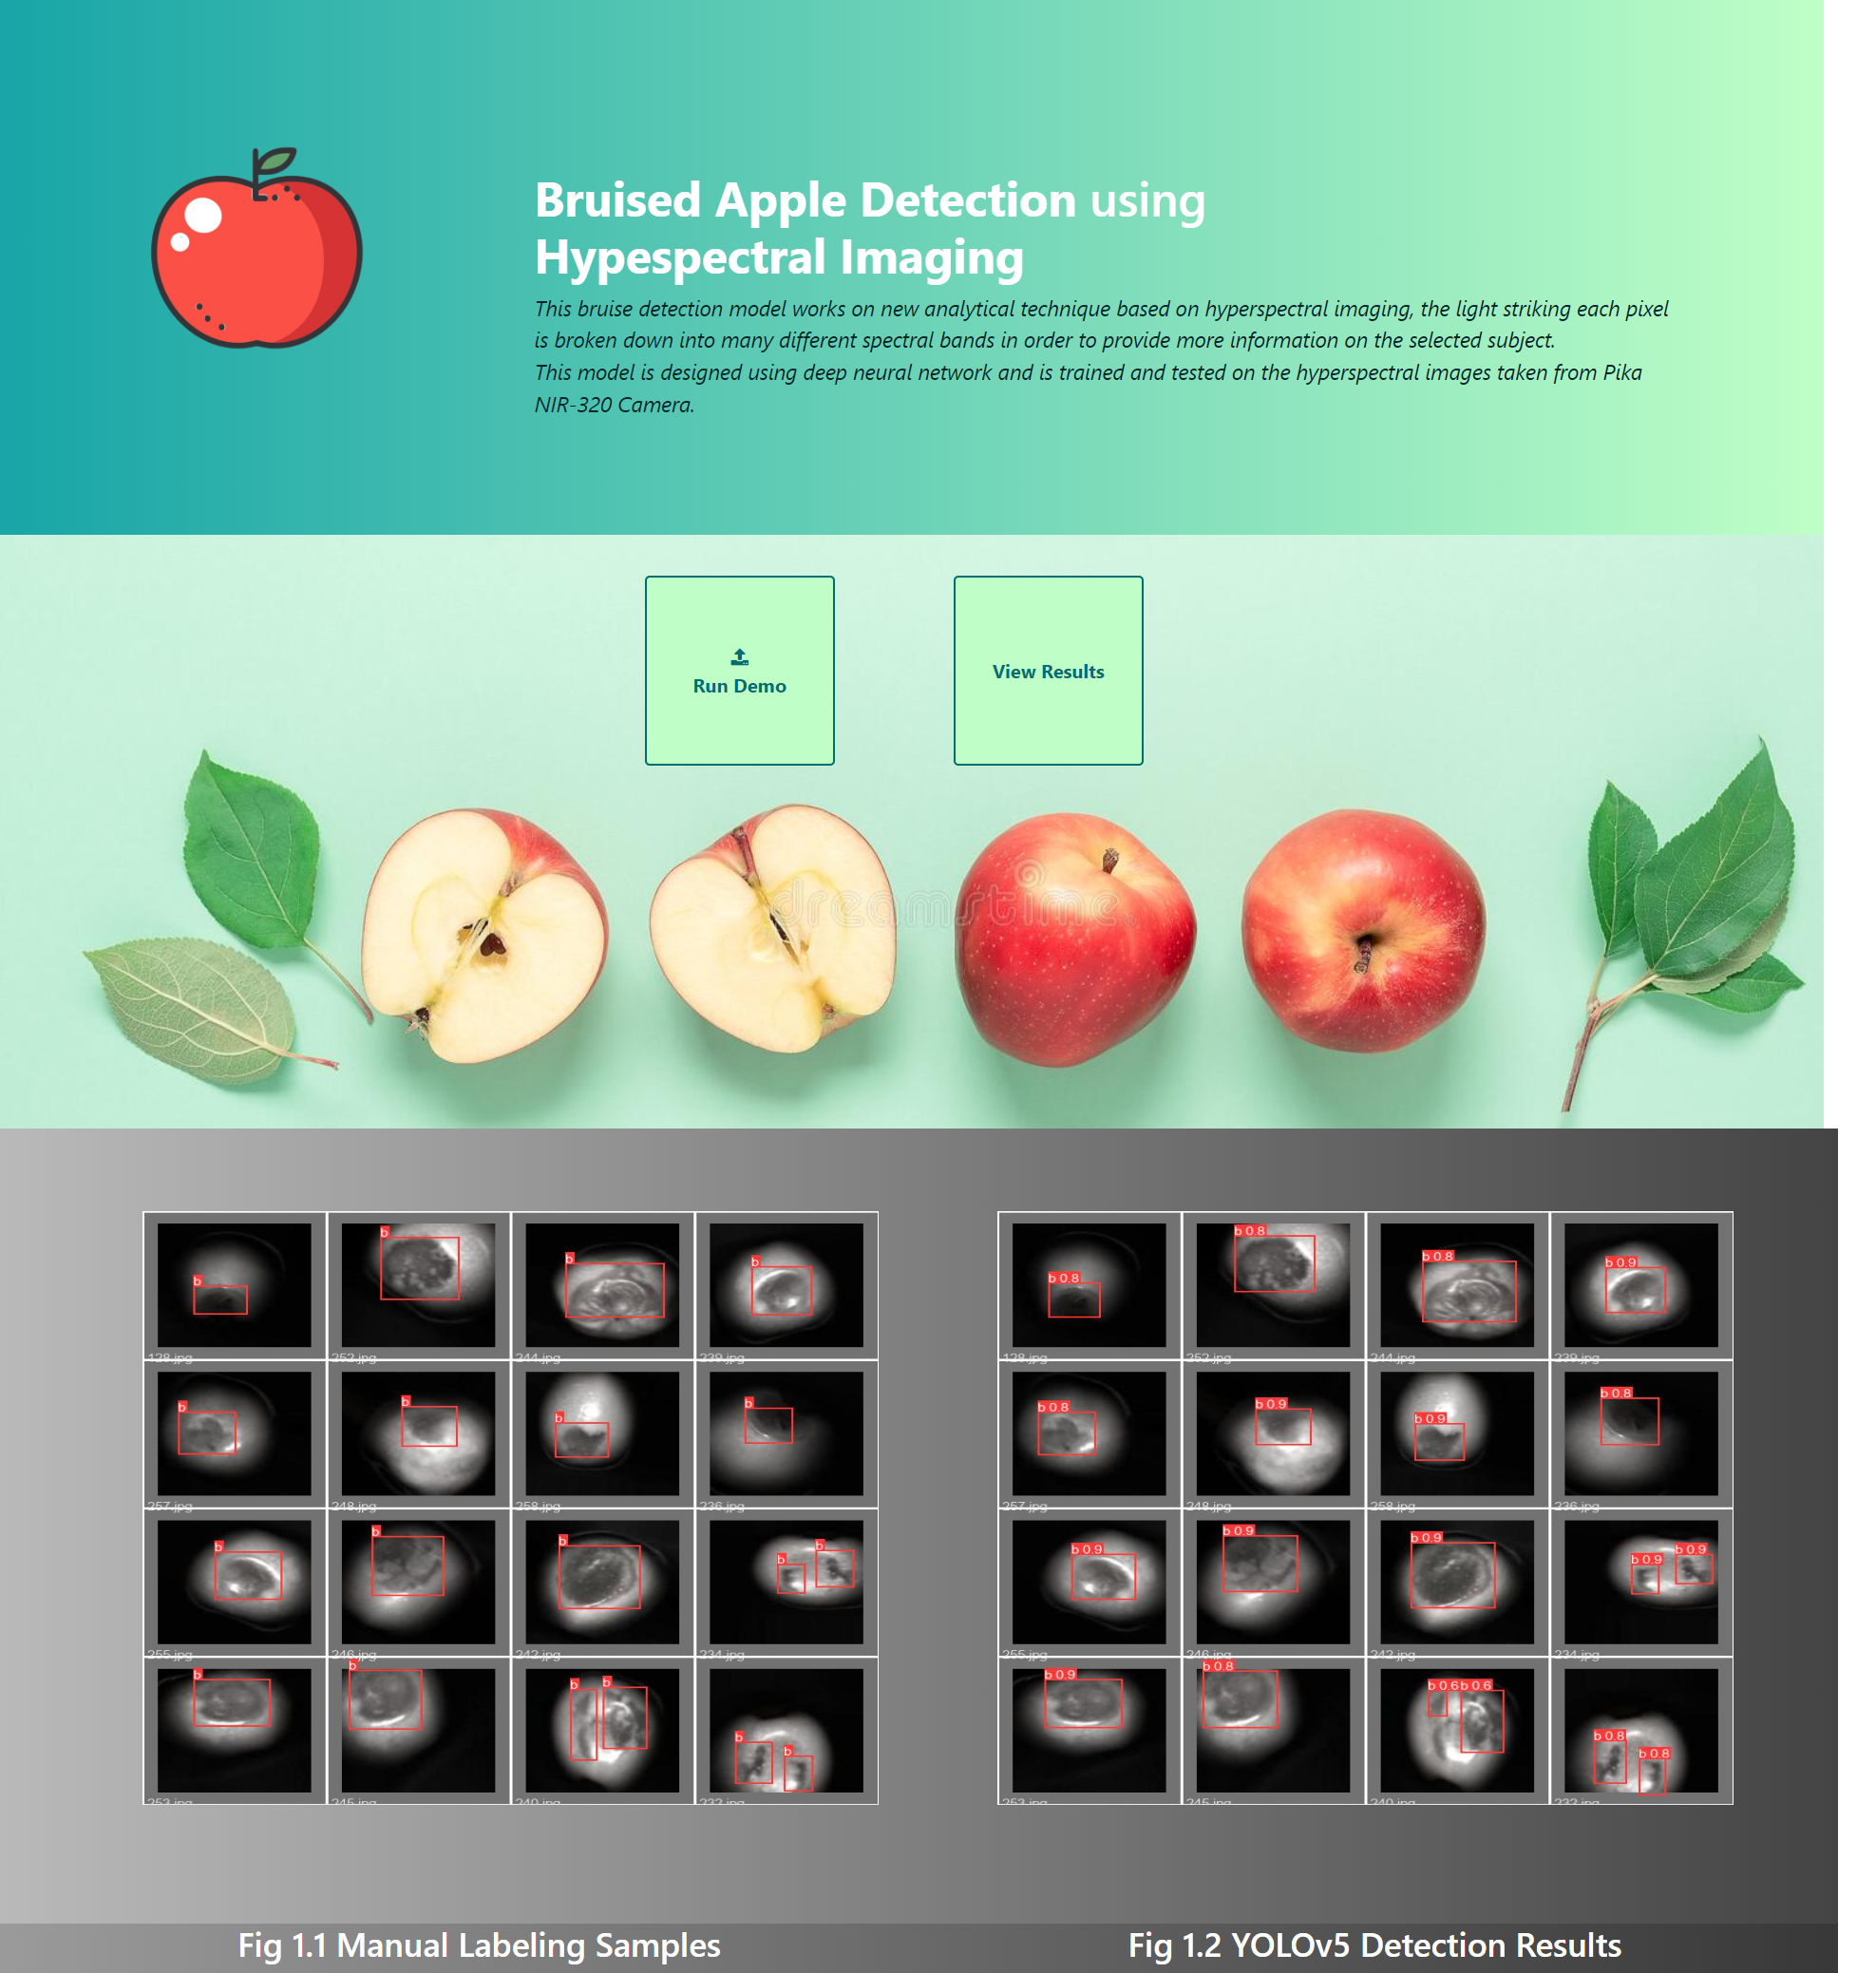 Bruised Apple Detection using
Hypespectral Imaging
This bruise detection model works on new analytical technique based on hyperspectral imaging, the light striking each pixel
is broken down into many different spectral bands in order to provide more information on the selected subject.
This model is designed using deep neural network and is trained and tested on the hyperspectral images taken from Pika
NIR-320 Camera.
Run Demo
View Results
dreamstime
b
b
b
b
128.jpg 252.jpg 244.jpg 239.jpg
b
b
b
b
257.jpg 248.jpg 258.jpg 236.jpg
b
b
b
b
b
255.jpg 246.jpg 242.jpg 234.jpg
b
b
b
b
b
b
253.jpg 245.jpg 240.jpg 232.jpg
b 0.8
b 0.8
b 0.8
b 0.9
128.jpg 252.jpg 244.jpg 239.jpg
b 0.8
b 0.9
b 0.9
b 0.8
257.jpg 248.jpg 258.jpg 236.jpg
b 0.9
b 0.9
b 0.9
b 0.9
b 0.9
255.jpg 246.jpg 242.jpg 234.jpg
b 0.9
b 0.8
b 0.6
b 0.6
b 0.8
b 0.8
253.jpg 245.jpg 240.jpg 232.jpg
Fig 1.1 Manual Labeling Samples
Fig 1.2 YOLOv5 Detection Results